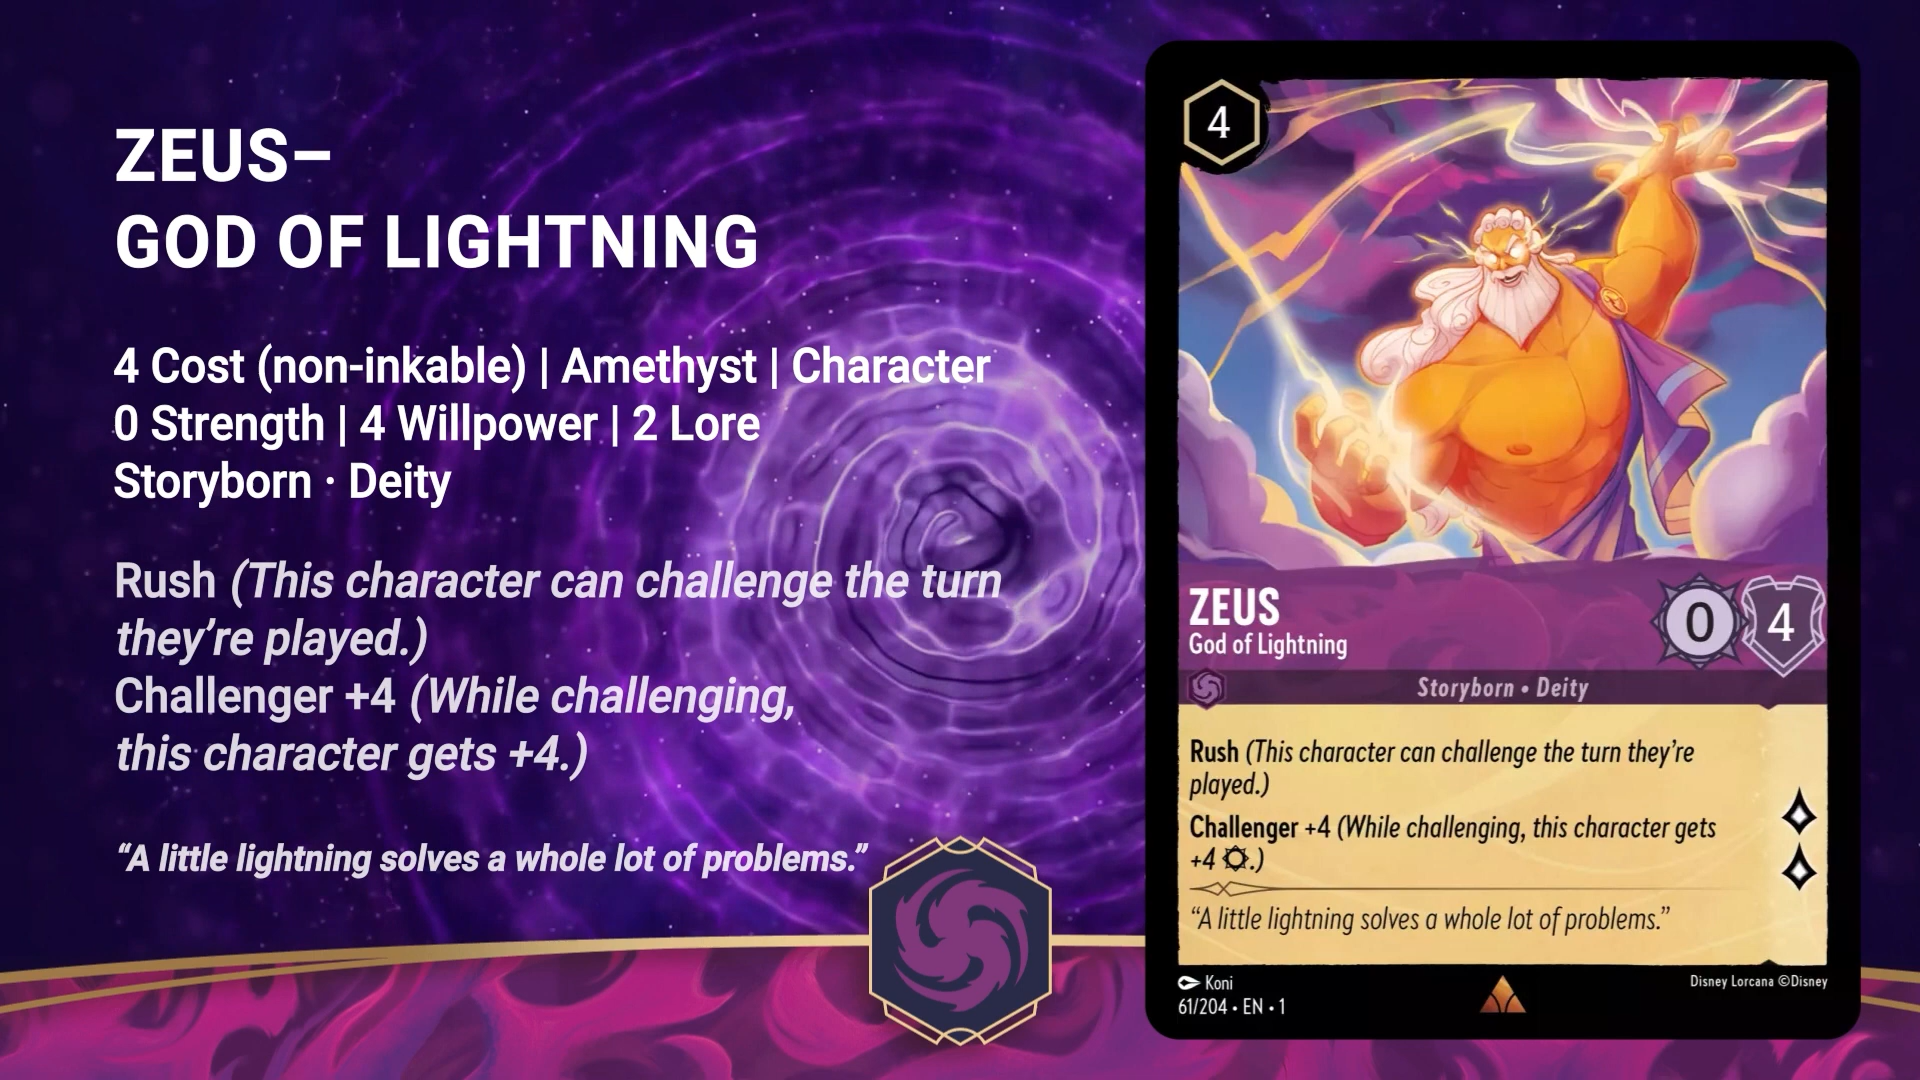 ZEUS–
GOD OF LIGHTNING
4 Cost (non-inkable) | Amethyst | Character
0 Strength | 4 Willpower | 2 Lore
Storyborn · Deity
Rush (This character can challenge the turn
they’re played.)
Challenger +4 (While challenging,
this character gets +4.)
“A little lightning solves a whole lot of problems.”
4
ZEUS
God of Lightning
0 4
Storyborn • Deity
Rush (This character can challenge the turn they’re
played.)
Challenger +4 (While challenging, this character gets
+4 .)
“A little lightning solves a whole lot of problems.”
Koni
61/204 • EN • 1
Disney Lorcana ©Disney